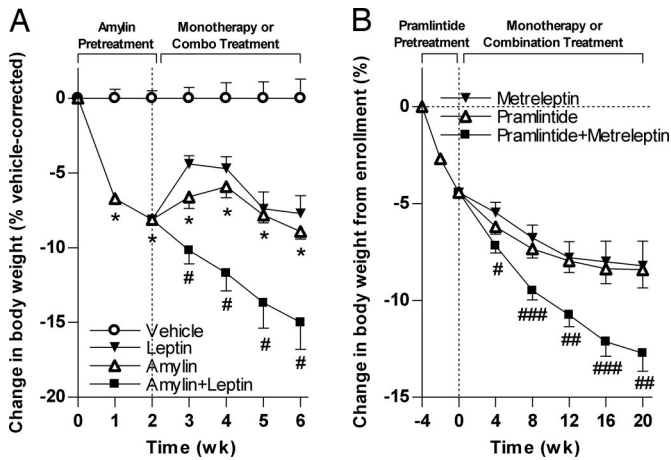 A
Amylin
Pretreatment
Monotherapy or
Combo Treatment
Change in body weight (% vehicle-corrected)
0
-5
-10
-15
-20
*
*
*
*
*
*
#
#
#
#
Vehicle
Leptin
Amylin
Amylin+Leptin
0 1 2 3 4 5 6
Time (wk)
B
Pramlintide
Pretreatment
Monotherapy or
Combination Treatment
Change in body weight from enrollment (%)
0
-5
-10
-15
Metreleptin
Pramlintide
Pramlintide+Metreleptin
#
###
##
###
##
-4 0 4 8 12 16 20
Time (wk)